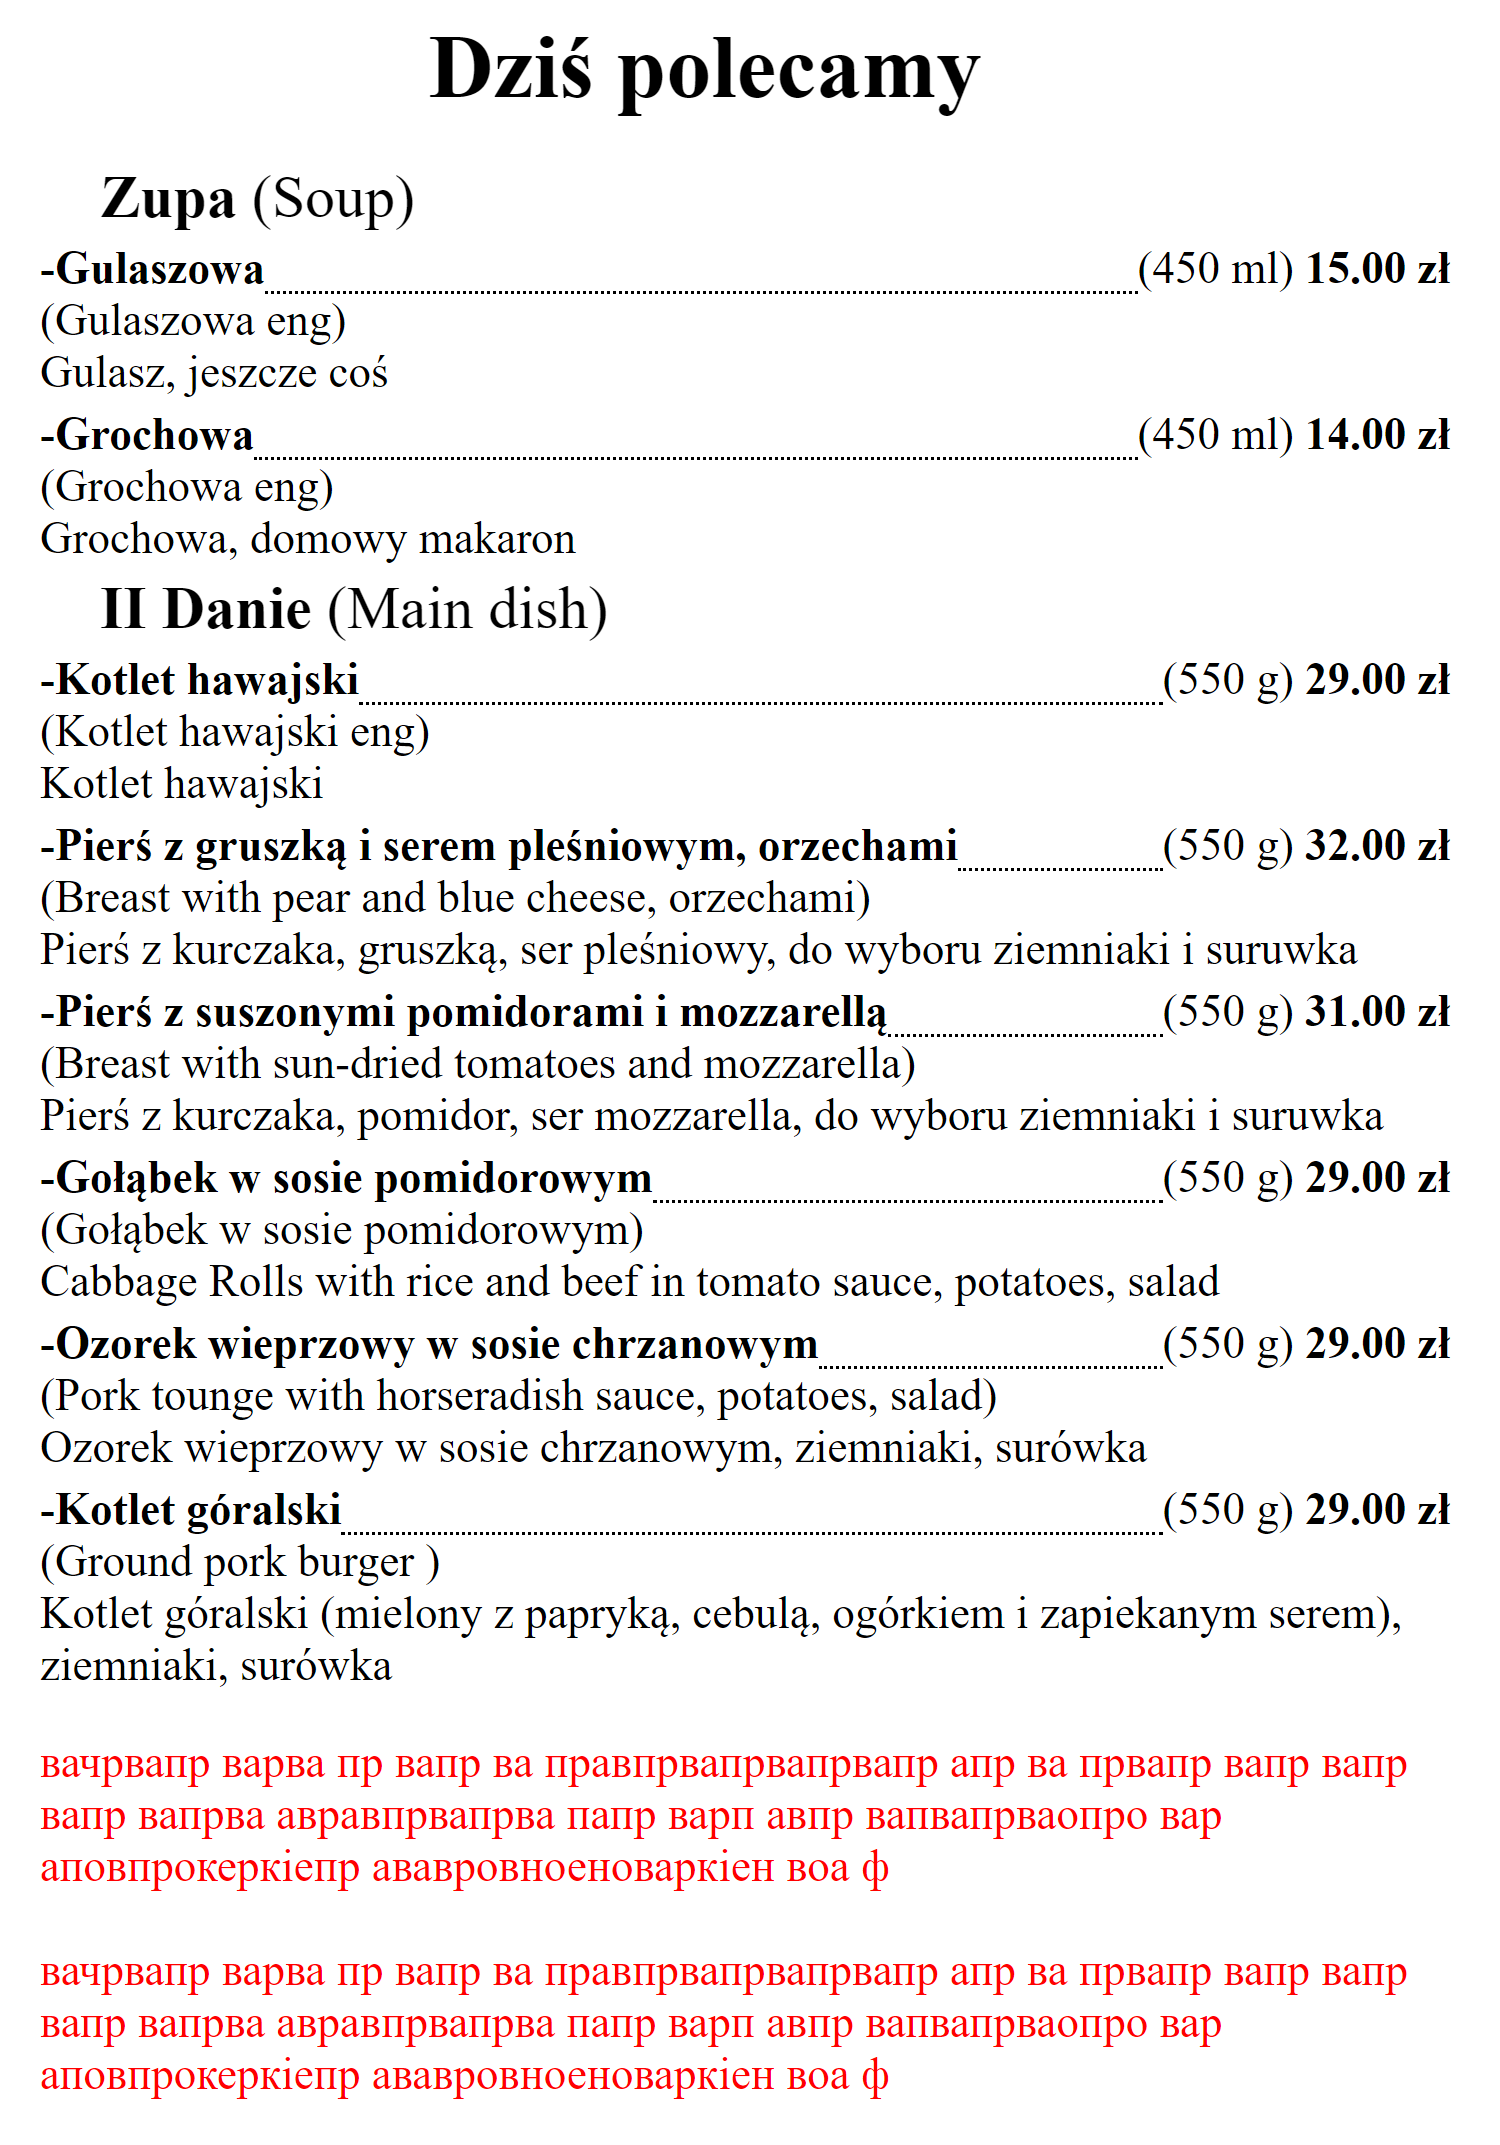 Dziś polecamy
Zupa (Soup)
-Gulaszowa (450 ml) 15.00 zł
(Gulaszowa eng)
Gulasz, jeszcze coś
-Grochowa (450 ml) 14.00 zł
(Grochowa eng)
Grochowa, domowy makaron
II Danie (Main dish)
-Kotlet hawajski (550 g) 29.00 zł
(Kotlet hawajski eng)
Kotlet hawajski
-Pierś z gruszką i serem pleśniowym, orzechami (550 g) 32.00 zł
(Breast with pear and blue cheese, orzechami)
Pierś z kurczaka, gruszką, ser pleśniowy, do wyboru ziemniaki i suruwka
-Pierś z suszonymi pomidorami i mozzarellą (550 g) 31.00 zł
(Breast with sun-dried tomatoes and mozzarella)
Pierś z kurczaka, pomidor, ser mozzarella, do wyboru ziemniaki i suruwka
-Gołąbek w sosie pomidorowym (550 g) 29.00 zł
(Gołąbek w sosie pomidorowym)
Cabbage Rolls with rice and beef in tomato sauce, potatoes, salad
-Ozorek wieprzowy w sosie chrzanowym (550 g) 29.00 zł
(Pork tounge with horseradish sauce, potatoes, salad)
Ozorek wieprzowy w sosie chrzanowym, ziemniaki, surówka
-Kotlet góralski (550 g) 29.00 zł
(Ground pork burger )
Kotlet góralski (mielony z papryką, cebulą, ogórkiem i zapiekanym serem),
ziemniaki, surówka
вачрвапр варва пр вапр ва правпрвапрвапрвапр апр ва првапр вапр вапр
вапр вапрва авравпрвапрва папр варп авпр вапвапрваопро вар
аповпрокеркіепр ававровноеноваркіен воа ф
вачрвапр варва пр вапр ва правпрвапрвапрвапр апр ва првапр вапр вапр
вапр вапрва авравпрвапрва папр варп авпр вапвапрваопро вар
аповпрокеркіепр ававровноеноваркіен воа ф